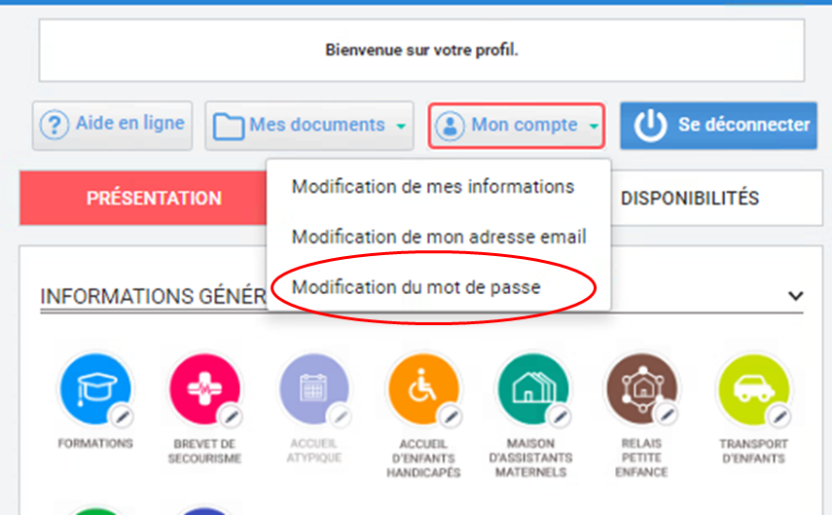 Bienvenue sur votre profil.
Aide en ligne
Mes documents
Mon compte
Se déconnecter
PRÉSENTATION
DISPONIBILITÉS
Modification de mes informations
Modification de mon adresse email
Modification du mot de passe
INFORMATIONS GÉNÉR
FORMATIONS
BREVET DE
SECOURISME
ACCUEIL
ATYPIQUE
ACCUEIL
D'ENFANTS
HANDICAPÉS
MAISON
D'ASSISTANTS
MATERNELS
RELAIS
PETITE
ENFANCE
TRANSPORT
D'ENFANTS